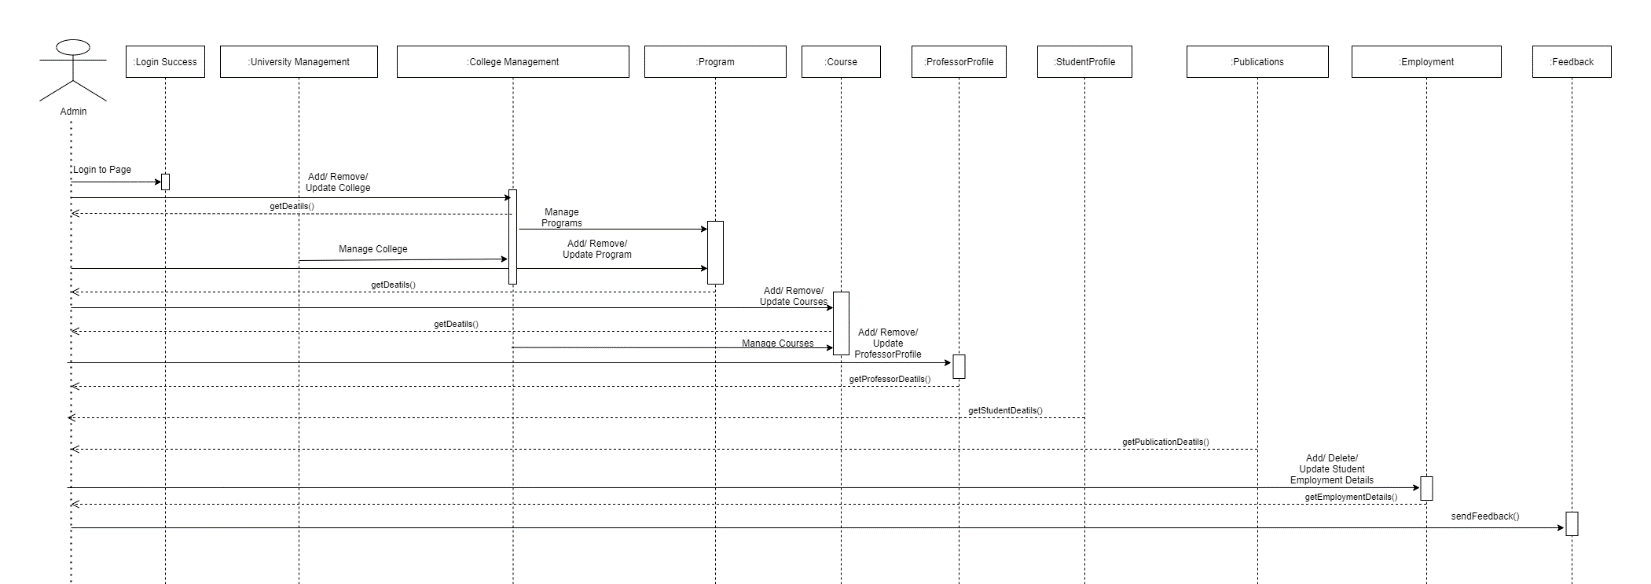 :Login Success
:University Management
:College Management
:Program
:Course
:ProfessorProfile
:StudentProfile
:Publications
:Employment
:Feedback
Admin
Login to Page
Add/ Remove/
Update College
getDeatils()
Manage
Programs
Manage College
Add/ Remove/
Update Program
getDeatils()
Add/ Remove/
Update Courses
getDeatils()
Manage Courses
Add/ Remove/
Update
ProfessorProfile
getProfessorDeatils()
getStudentDeatils()
getPublicationDeatils()
Add/ Delete/
Update Student
Employment Details
getEmploymentDetails()
sendFeedback()